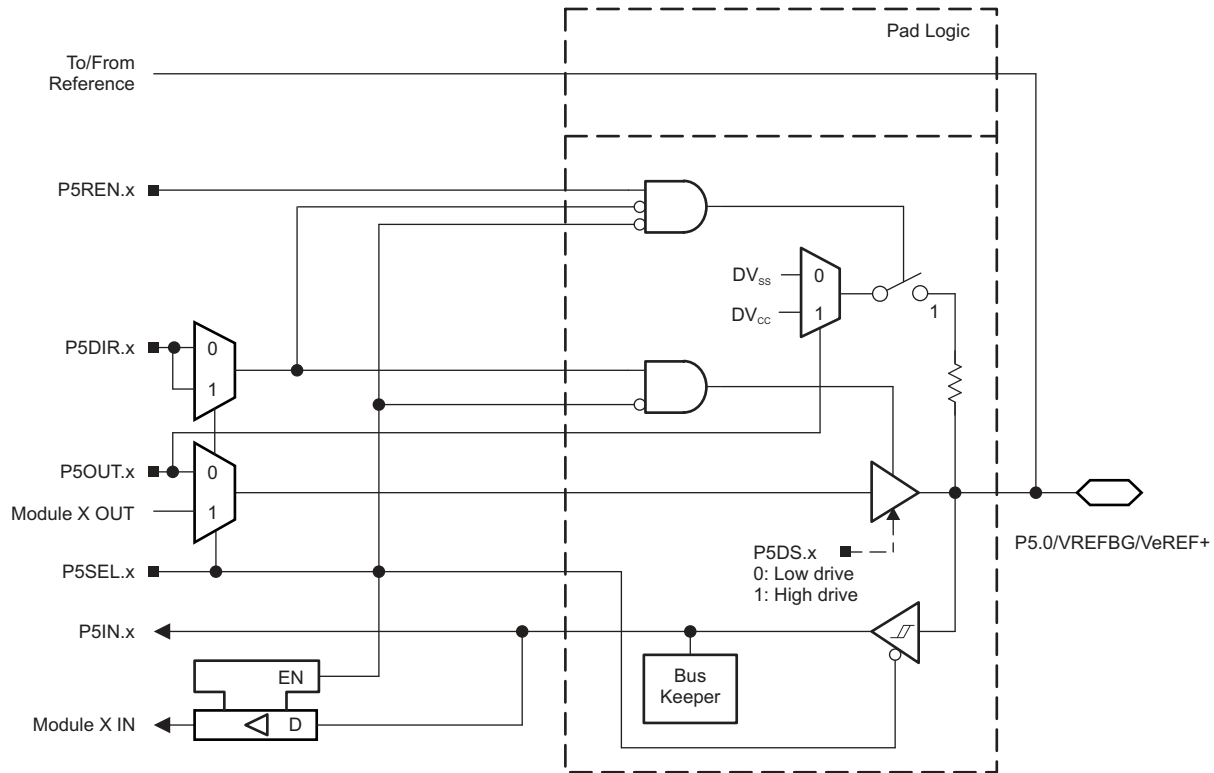 Pad Logic
To/From
Reference
P5REN.x
DVSS
0
DVCC
1
1
P5DIR.x
0
1
P5OUT.x
0
Module X OUT
1
P5DS.x
0: Low drive
1: High drive
P5.0/VREFBG/VeREF+
P5SEL.x
P5IN.x
Bus
Keeper
EN
Module X IN
D